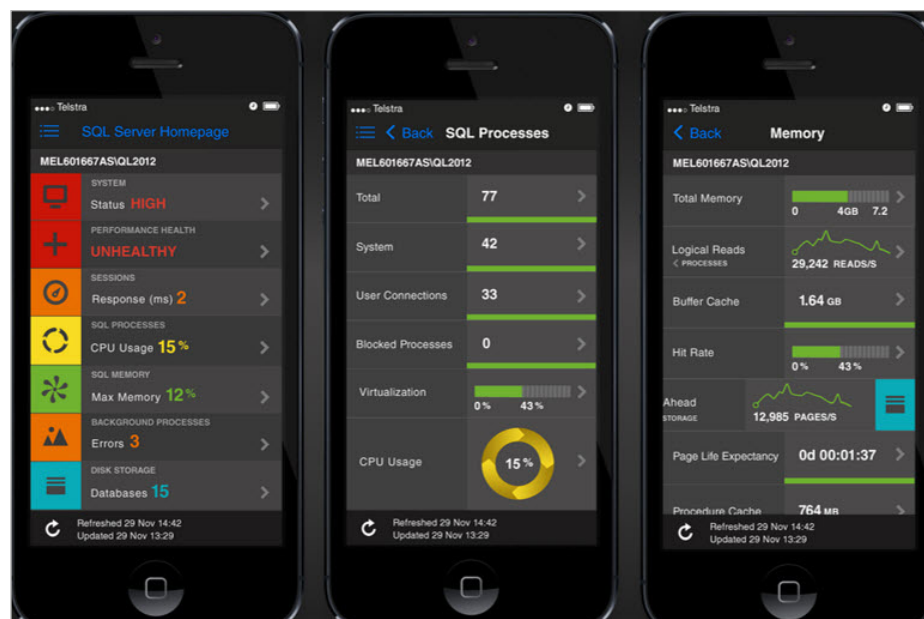 Telstra
SQL Server Homepage
MEL601667AS\QL2012
SYSTEM
Status HIGH
PERFORMANCE HEALTH
UNHEALTHY
SESSIONS
Response (ms) 2
SQL PROCESSES
CPU Usage 15%
SQL MEMORY
Max Memory 12%
BACKGROUND PROCESSES
Errors 3
DISK STORAGE
Databases 15
Refreshed 29 Nov 14:42
Updated 29 Nov 13:29
Telstra
Back SQL Processes
MEL601667AS\QL2012
Total 77
System 42
User Connections 33
Blocked Processes 0
Virtualization
0% 43%
CPU Usage 15%
Refreshed 29 Nov 14:42
Updated 29 Nov 13:29
Telstra
Back Memory
MEL601667AS\QL2012
Total Memory
0 4GB 7.2
Logical Reads
PROCESSES
29,242 READS/S
Buffer Cache 1.64 GB
Hit Rate
0% 43%
Ahead
STORAGE
12,985 PAGES/S
Page Life Expectancy 0d 00:01:37
Procedure Cache 764 MB
Refreshed 29 Nov 14:42
Updated 29 Nov 13:29